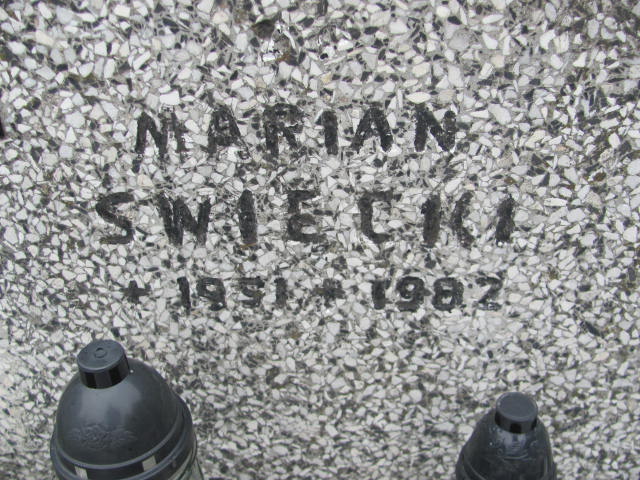 MARIAN
SWIECKI
* 1951 + 1982